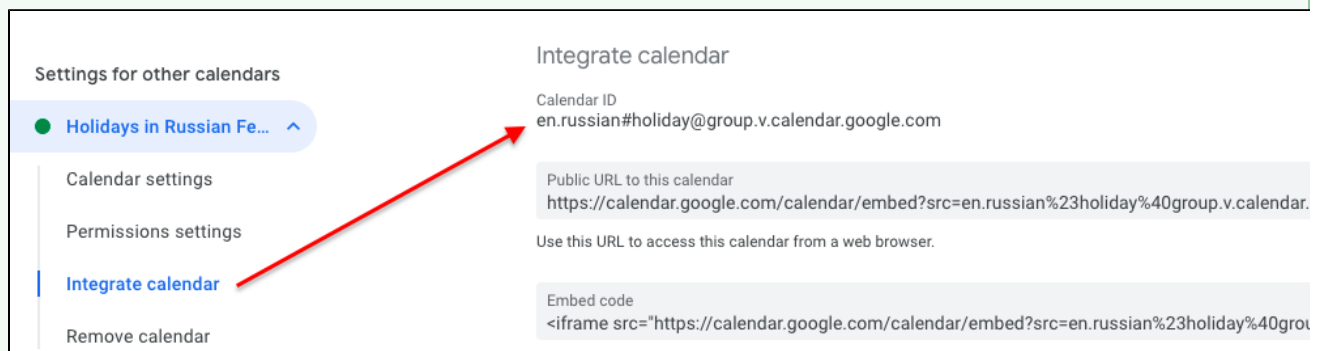 Settings for other calendars
Holidays in Russian Fe...
Calendar settings
Permissions settings
Integrate calendar
Remove calendar
Integrate calendar
Calendar ID
en.russian#holiday@group.v.calendar.google.com
Public URL to this calendar
https://calendar.google.com/calendar/embed?src=en.russian%23holiday%40group.v.calendar.
Use this URL to access this calendar from a web browser.
Embed code
<iframe src="https://calendar.google.com/calendar/embed?src=en.russian%23holiday%40grou